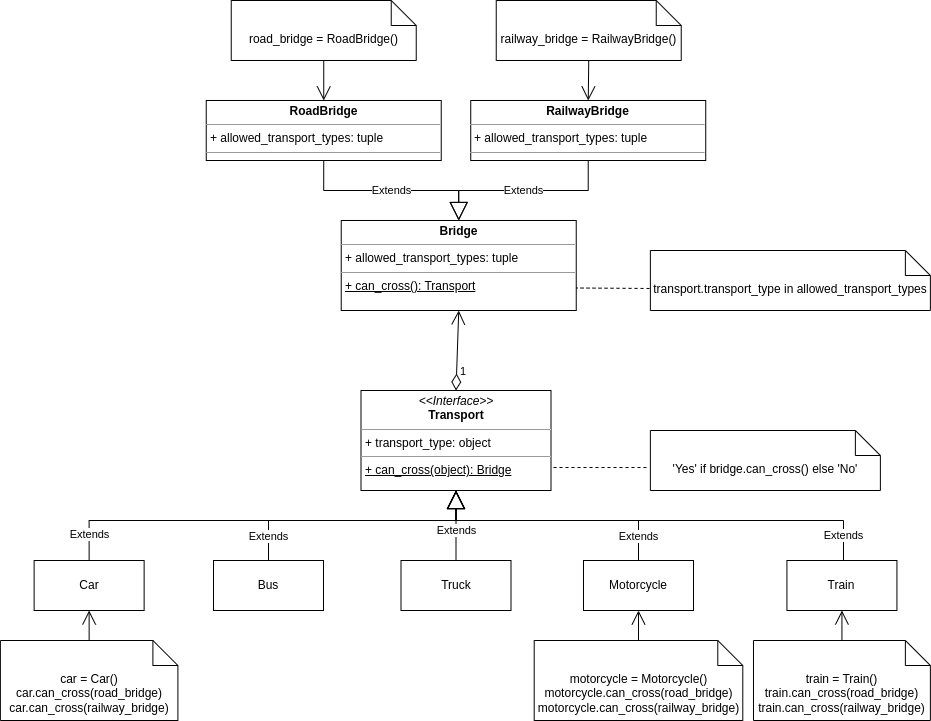 road_bridge = RoadBridge()
railway_bridge = RailwayBridge()
RoadBridge
+ allowed_transport_types: tuple
RailwayBridge
+ allowed_transport_types: tuple
Extends
Extends
Bridge
+ allowed_transport_types: tuple
+ can_cross(): Transport
transport.transport_type in allowed_transport_types
1
<<Interface>>
Transport
+ transport_type: object
+ can_cross(object): Bridge
'Yes' if bridge.can_cross() else 'No'
Extends
Extends
Extends
Extends
Extends
Car
Bus
Truck
Motorcycle
Train
car = Car()
car.can_cross(road_bridge)
car.can_cross(railway_bridge)
motorcycle = Motorcycle()
motorcycle.can_cross(road_bridge)
motorcycle.can_cross(railway_bridge)
train = Train()
train.can_cross(road_bridge)
train.can_cross(railway_bridge)